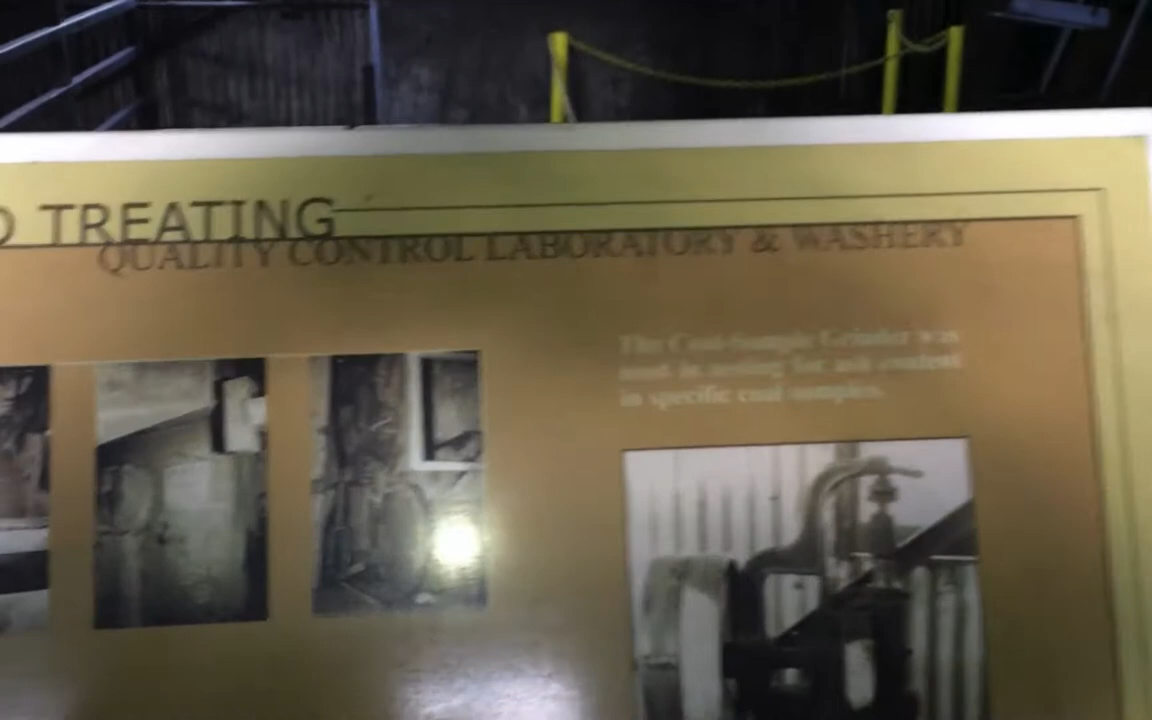 TREATING
QUALITY CONTROL LABORATORY & WASHERY
The Coal-Sample Grinder was
used in testing for ash content
in specific coal samples.